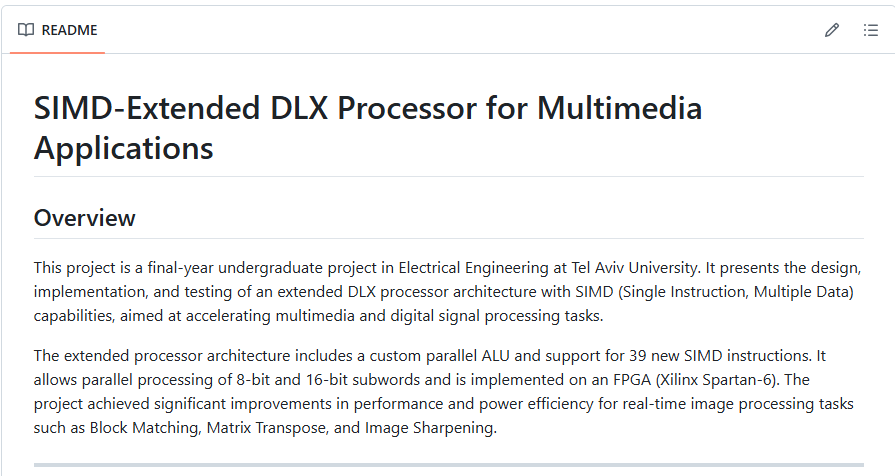 README
SIMD-Extended DLX Processor for Multimedia
Applications
Overview
This project is a final-year undergraduate project in Electrical Engineering at Tel Aviv University. It presents the design,
implementation, and testing of an extended DLX processor architecture with SIMD (Single Instruction, Multiple Data)
capabilities, aimed at accelerating multimedia and digital signal processing tasks.
The extended processor architecture includes a custom parallel ALU and support for 39 new SIMD instructions. It
allows parallel processing of 8-bit and 16-bit subwords and is implemented on an FPGA (Xilinx Spartan-6). The
project achieved significant improvements in performance and power efficiency for real-time image processing tasks
such as Block Matching, Matrix Transpose, and Image Sharpening.